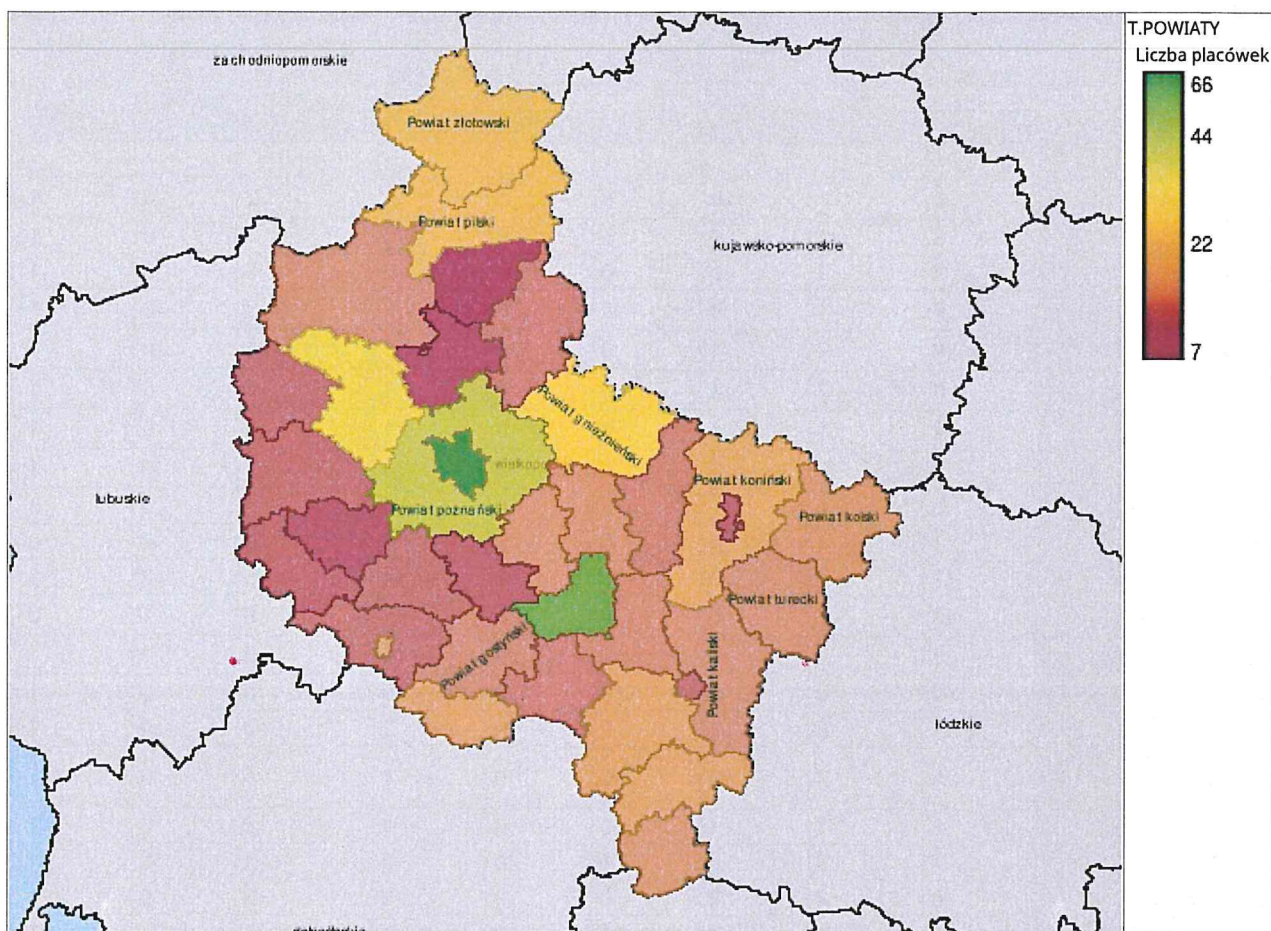 T.POWIATY
Liczba placówek
66
44
22
7
zachodniopomorskie
Powiat złotowski
Powiat pilski
kujawsko-pomorskie
Powiat gnieźnieński
lubuskie
Powiat poznański
Powiat koniński
Powiat kolski
Powiat turecki
Powiat gostyński
Powiat kaliski
łódzkie